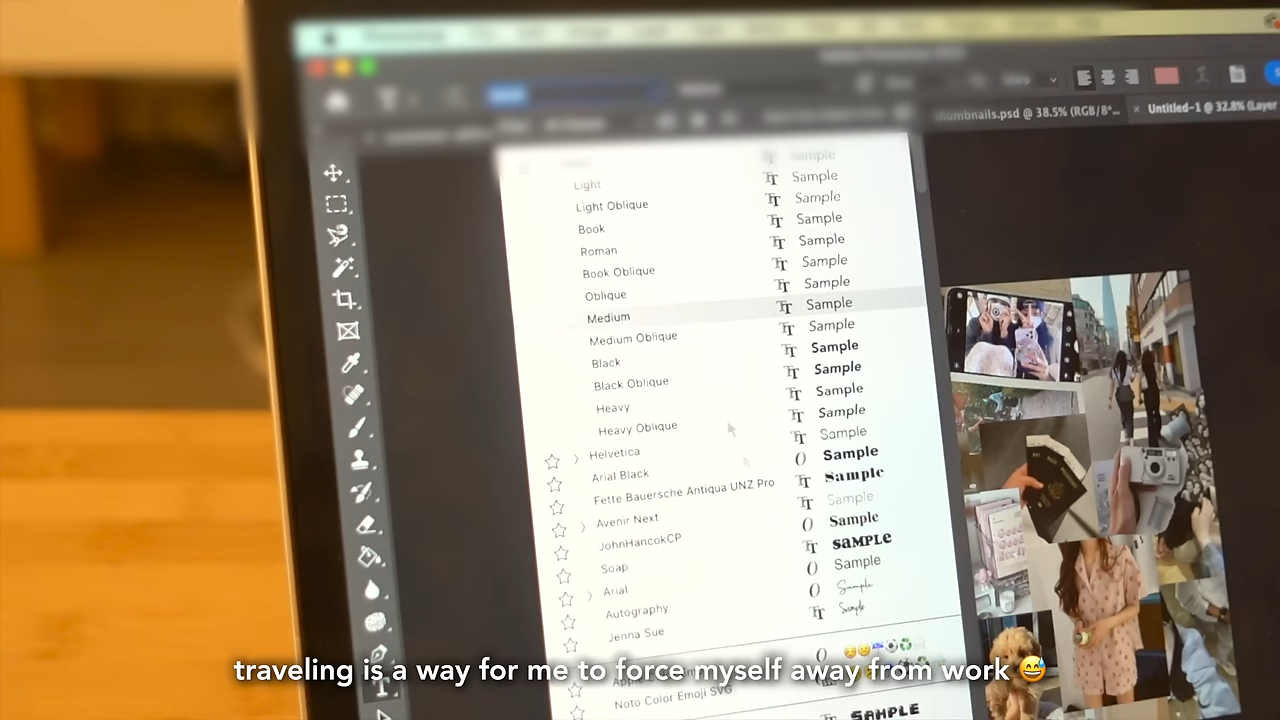 thumbnails.psd @ 38.5% (RGB/8*...
× Untitled-1 @ 32.8% (Layer
Sample
Light Sample
Light Oblique Sample
Book Sample
Roman Sample
Book Oblique Sample
Oblique Sample
Medium Sample
Medium Oblique Sample
Black Sample
Black Oblique Sample
Heavy Sample
Heavy Oblique Sample
Helvetica Sample
Arial Black Sample
Fette Bauersche Antiqua UNZ Pro Sample
Avenir Next Sample
JohnHancokCP Sample
Soap SAMPLE
Arial Sample
Autography Sample
Jenna Sue Sample
Noto Color Emoji SVG
SAMPLE
traveling is a way for me to force myself away from work 😅